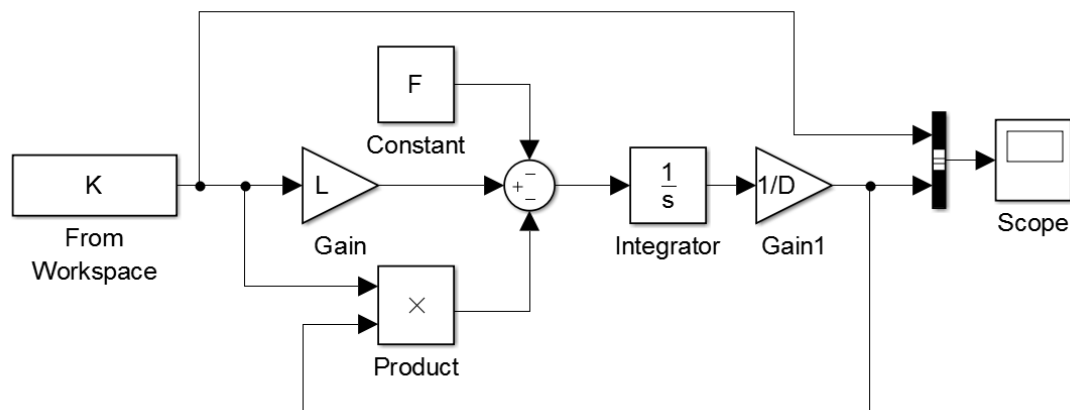 F
Constant
K
From
Workspace
L
Gain
+
−
−
1
s
Integrator
1/D
Gain1
Scope
×
Product